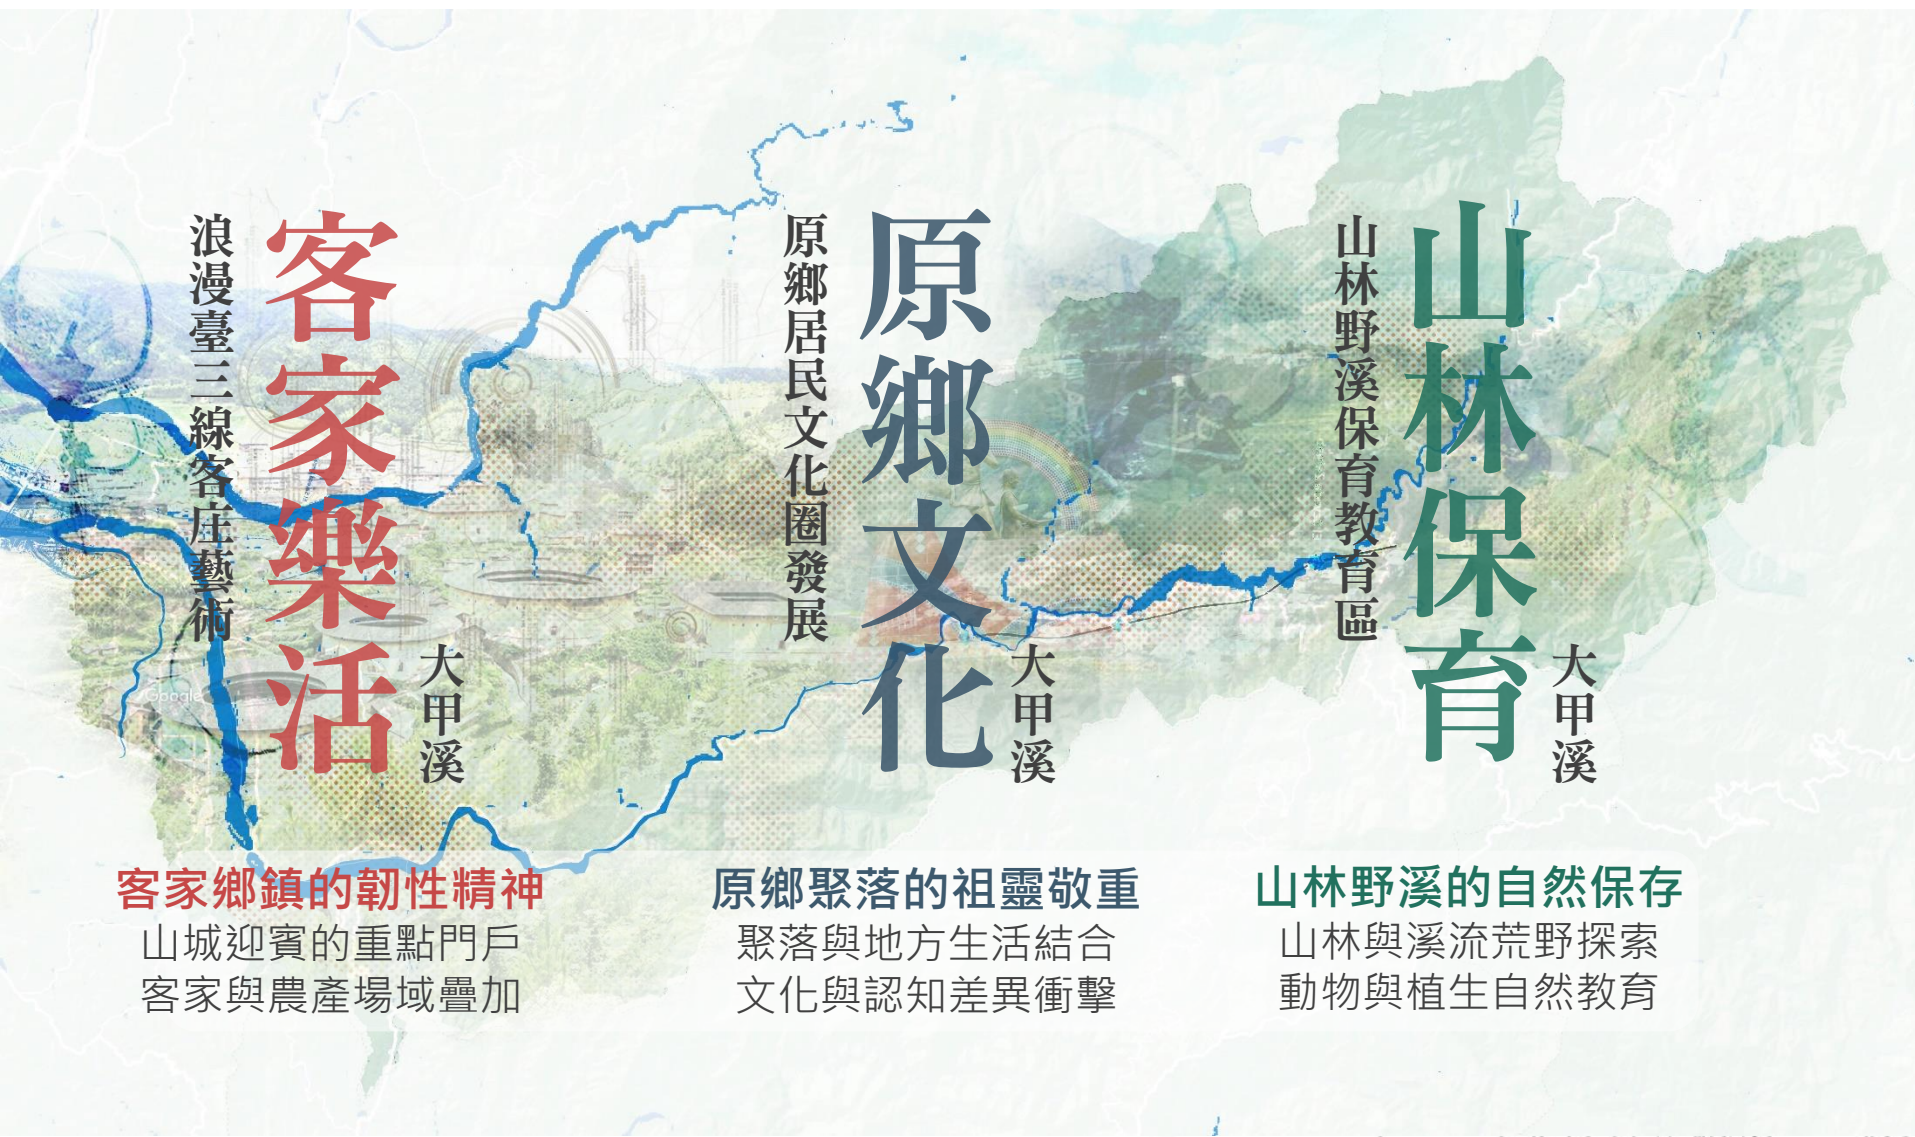 浪漫臺三線客庄藝術
客家樂活
大甲溪
客家鄉鎮的韌性精神
山城迎賓的重點門戶
客家與農產場域疊加
原鄉居民文化圈發展
原鄉文化
大甲溪
原鄉聚落的祖靈敬重
聚落與地方生活結合
文化與認知差異衝擊
山林野溪保育教育區
山林保育
大甲溪
山林野溪的自然保存
山林與溪流荒野探索
動物與植生自然教育
Google